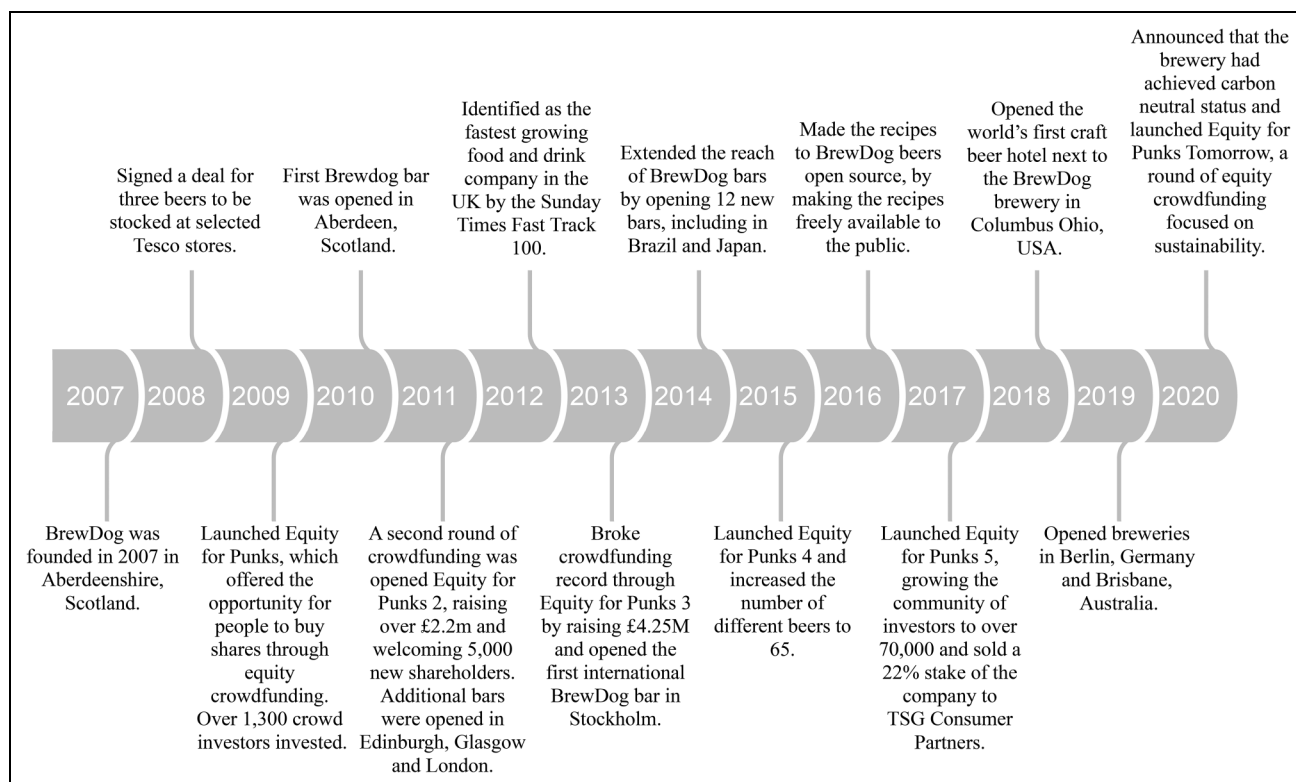 Signed a deal for
three beers to be
stocked at selected
Tesco stores.
First Brewdog bar
was opened in
Aberdeen,
Scotland.
Identified as the
fastest growing
food and drink
company in the
UK by the Sunday
Times Fast Track
100.
Extended the reach
of BrewDog bars
by opening 12 new
bars, including in
Brazil and Japan.
Made the recipes
to BrewDog beers
open source, by
making the recipes
freely available to
the public.
Opened the
world’s first craft
beer hotel next to
the BrewDog
brewery in
Columbus Ohio,
USA.
Announced that the
brewery had
achieved carbon
neutral status and
launched Equity for
Punks Tomorrow, a
round of equity
crowdfunding
focused on
sustainability.
2007 2008 2009 2010 2011 2012 2013 2014 2015 2016 2017 2018 2019 2020
BrewDog was
founded in 2007 in
Aberdeenshire,
Scotland.
Launched Equity
for Punks, which
offered the
opportunity for
people to buy
shares through
equity
crowdfunding.
Over 1,300 crowd
investors invested.
A second round of
crowdfunding was
opened Equity for
Punks 2, raising
over £2.2m and
welcoming 5,000
new shareholders.
Additional bars
were opened in
Edinburgh, Glasgow
and London.
Broke
crowdfunding
record through
Equity for Punks 3
by raising £4.25M
and opened the
first international
BrewDog bar in
Stockholm.
Launched Equity
for Punks 4 and
increased the
number of
different beers to
65.
Launched Equity
for Punks 5,
growing the
community of
investors to over
70,000 and sold a
22% stake of the
company to
TSG Consumer
Partners.
Opened breweries
in Berlin, Germany
and Brisbane,
Australia.